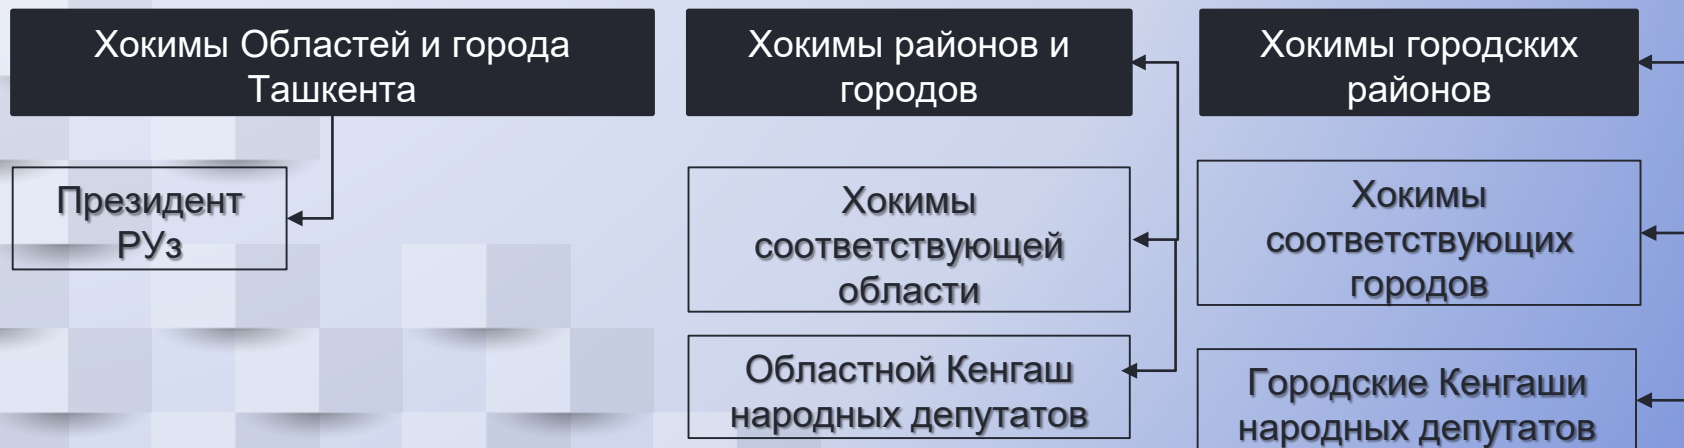 Хокимы Областей и города
Ташкента
Президент
РУз
Хокимы районов и
городов
Хокимы
соответствующей
области
Областной Кенгаш
народных депутатов
Хокимы городских
районов
Хокимы
соответствующих
городов
Городские Кенгаши
народных депутатов